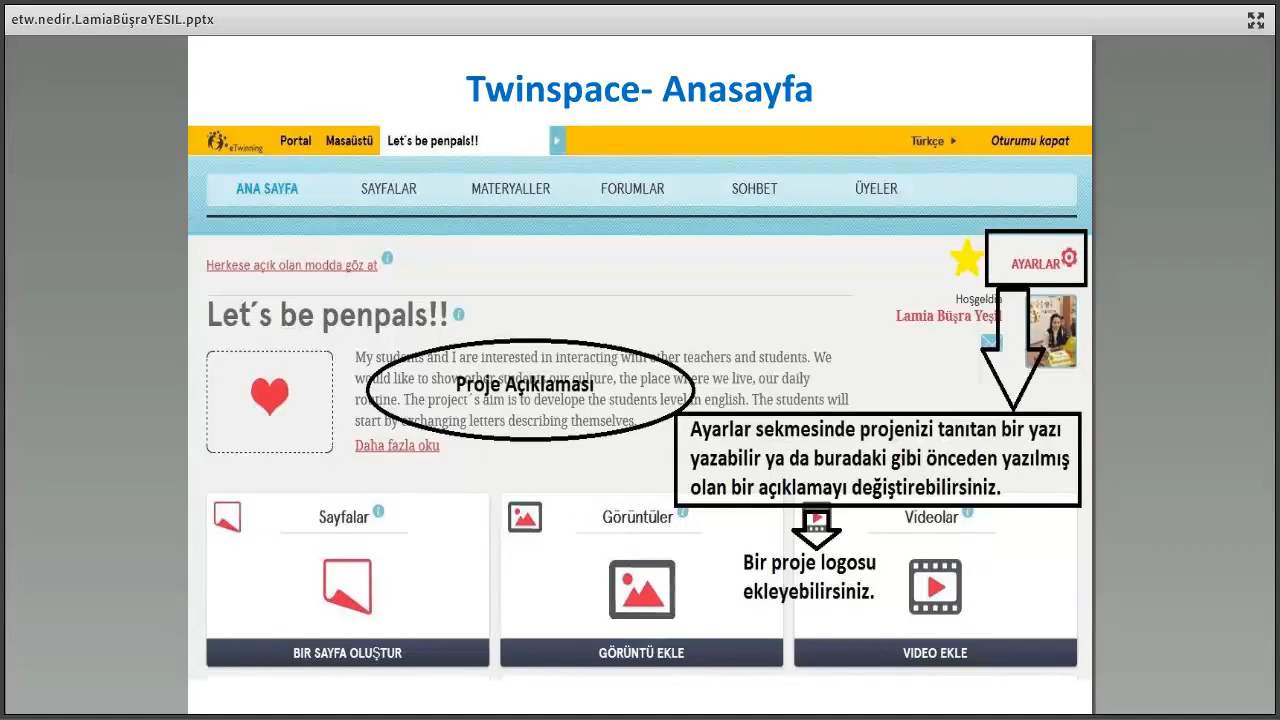 etw.nedir.LamiaBüşraYESIL.pptx
Twinspace- Anasayfa
eTwinning Portal Masaüstü Let´s be penpals!! Türkçe Oturumu kapat
ANA SAYFA SAYFALAR MATERYALLER FORUMLAR SOHBET ÜYELER
Herkese açık olan modda göz at
AYARLAR
Hoşgeldin
Lamia Büşra Yeşil
Let´s be penpals!!
My students and I are interested in interacting with other teachers and students. We
would like to show other students our culture, the place where we live, our daily
routine. The project´s aim is to develope the students level in english. The students will
start by exchanging letters describing themselves.
Proje Açıklaması
Daha fazla oku
Ayarlar sekmesinde projenizi tanıtan bir yazı
yazabilir ya da buradaki gibi önceden yazılmış
olan bir açıklamayı değiştirebilirsiniz.
Sayfalar
Görüntüler
Videolar
Bir proje logosu
ekleyebilirsiniz.
BIR SAYFA OLUŞTUR
GÖRÜNTÜ EKLE
VIDEO EKLE